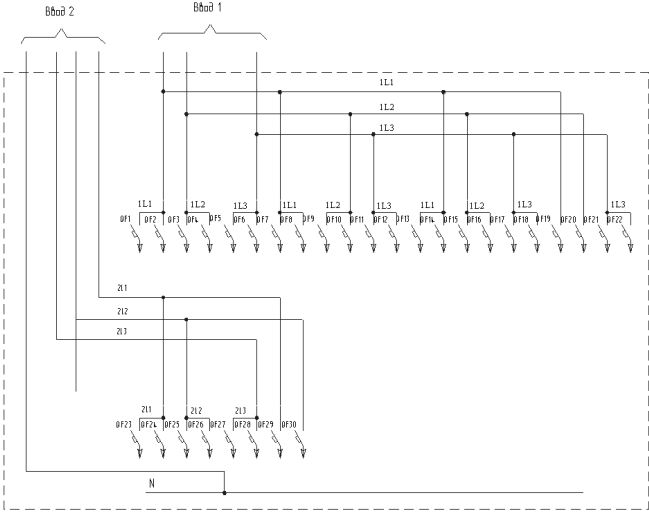 Ввод 2
Ввод 1
1L1
1L2
1L3
1L1 1L2 1L3 1L1 1L2 1L3 1L1 1L2 1L3 1L3
QF1 QF2 QF3 QF4 QF5 QF6 QF7 QF8 QF9 QF10 QF11 QF12 QF13 QF14 QF15 QF16 QF17 QF18 QF19 QF20 QF21 QF22
2L1
2L2
2L3
2L1 2L2 2L3
QF23 QF24 QF25 QF26 QF27 QF28 QF29 QF30
N